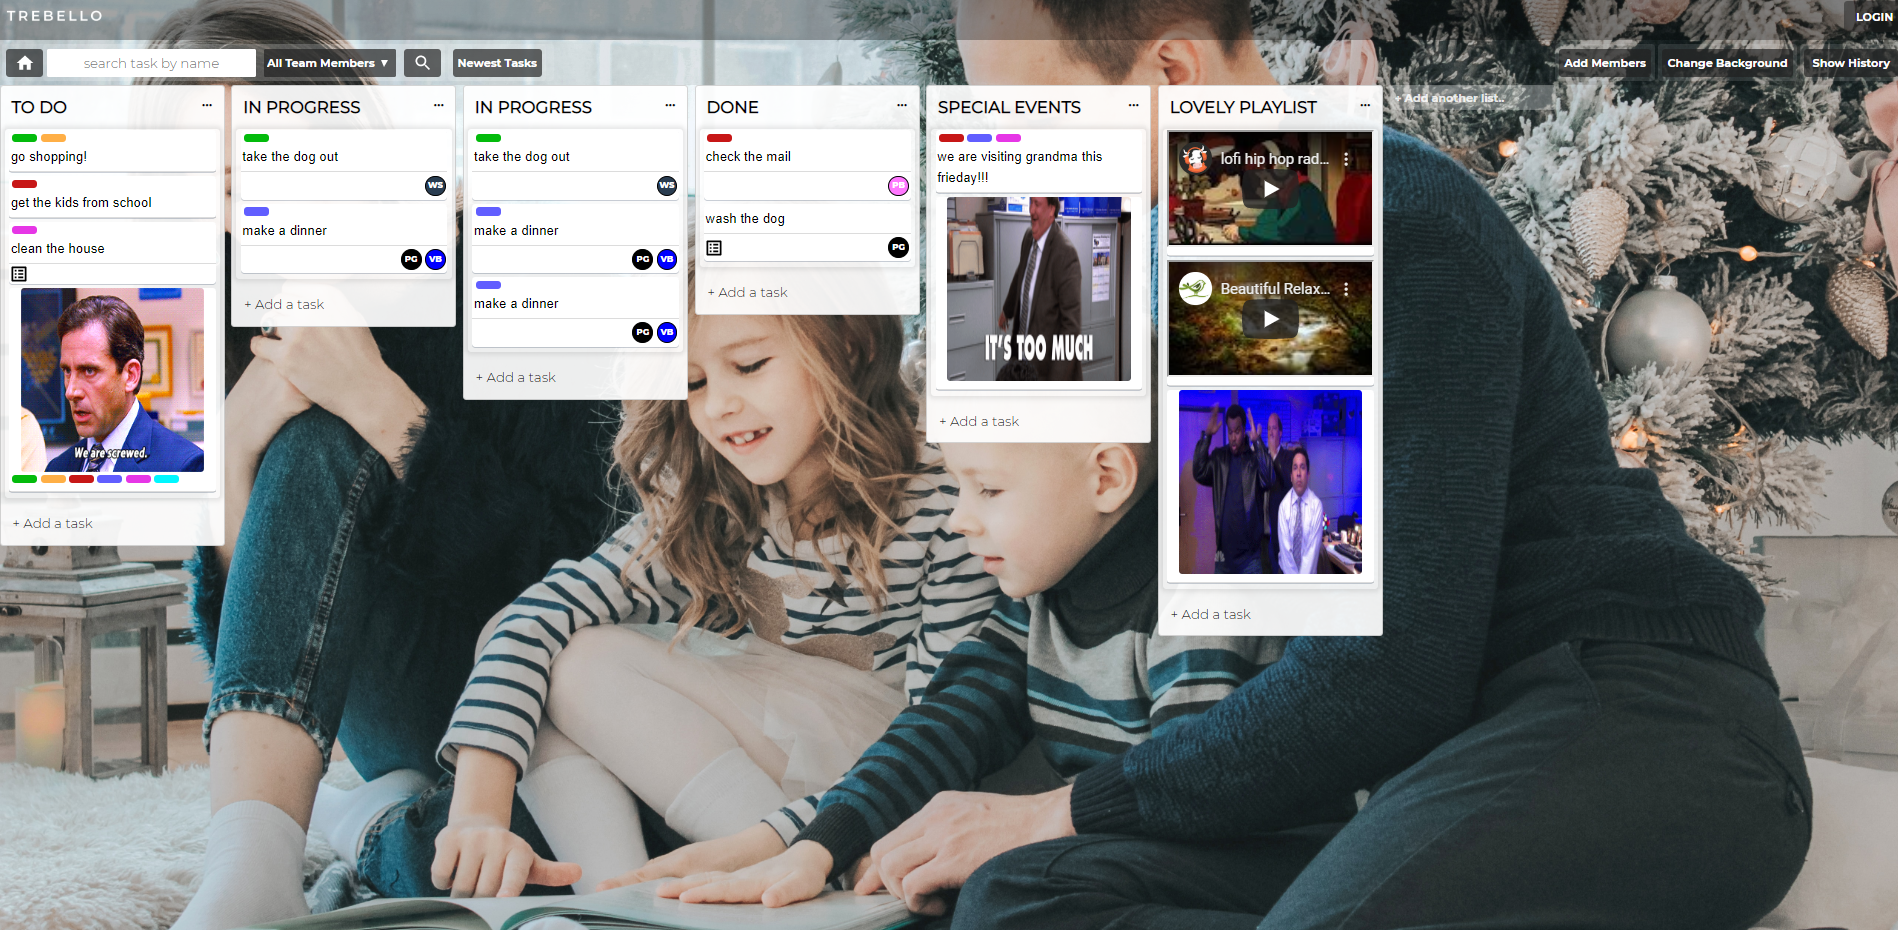 TREBELLO
LOGIN
search task by name
All Team Members ▼
Newest Tasks
Add Members
Change Background
Show History
TO DO
...
go shopping!
get the kids from school
clean the house
We are screwed.
+ Add a task
IN PROGRESS
...
take the dog out
WS
make a dinner
PG
VB
+ Add a task
IN PROGRESS
...
take the dog out
WS
make a dinner
PG
VB
make a dinner
PG
VB
+ Add a task
DONE
...
check the mail
PB
wash the dog
PG
+ Add a task
SPECIAL EVENTS
...
we are visiting grandma this
frieday!!!
IT'S TOO MUCH
+ Add a task
LOVELY PLAYLIST
...
lofi hip hop rad...
Beautiful Relax...
+ Add a task
+ Add another list..